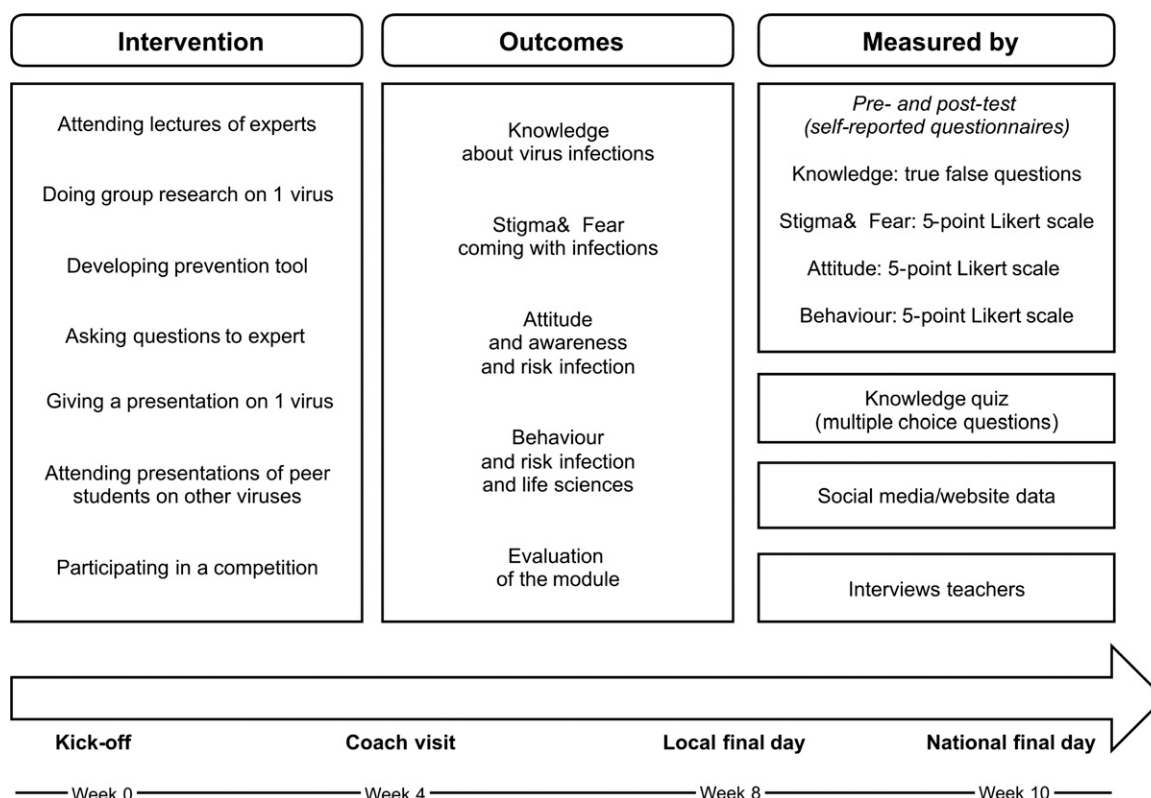 Intervention
Outcomes
Measured by
Attending lectures of experts
Doing group research on 1 virus
Developing prevention tool
Asking questions to expert
Giving a presentation on 1 virus
Attending presentations of peer
students on other viruses
Participating in a competition
Knowledge
about virus infections
Stigma& Fear
coming with infections
Attitude
and awareness
and risk infection
Behaviour
and risk infection
and life sciences
Evaluation
of the module
Pre- and post-test
(self-reported questionnaires)
Knowledge: true false questions
Stigma& Fear: 5-point Likert scale
Attitude: 5-point Likert scale
Behaviour: 5-point Likert scale
Knowledge quiz
(multiple choice questions)
Social media/website data
Interviews teachers
Kick-off
Coach visit
Local final day
National final day
Week 0
Week 4
Week 8
Week 10